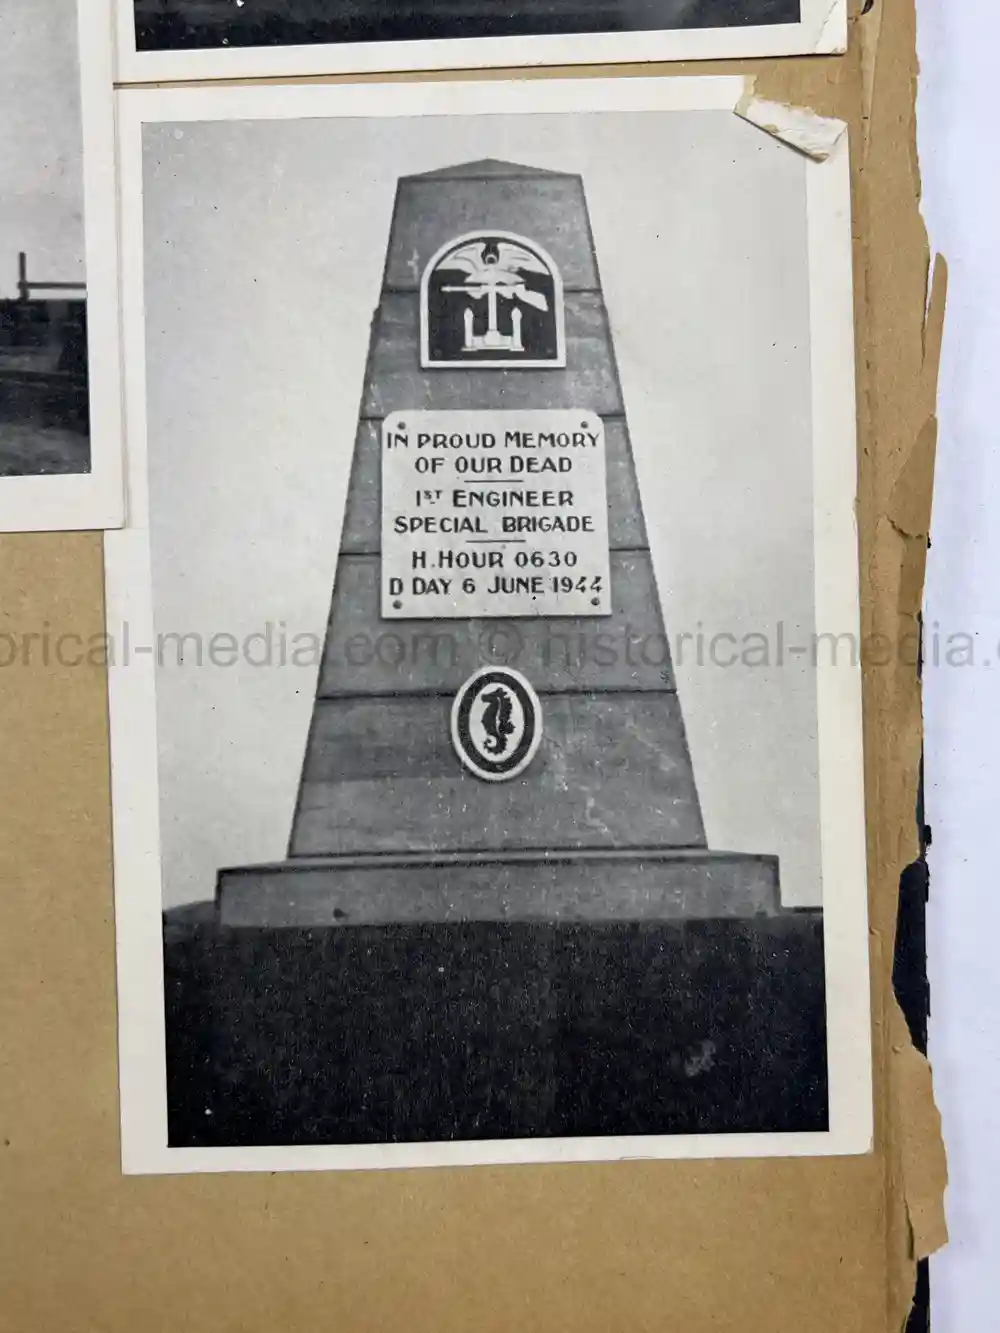 IN PROUD MEMORY
OF OUR DEAD
1ST ENGINEER
SPECIAL BRIGADE
H.HOUR 0630
D DAY 6 JUNE 1944
orical-media.com © historical-media.c